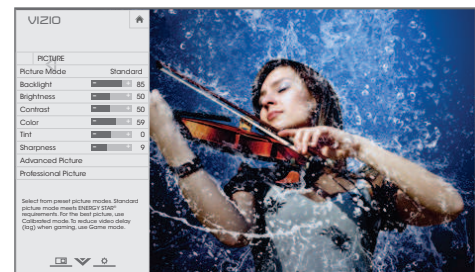 VIZIO
PICTURE
Picture Mode Standard
Backlight 85
Brightness 50
Contrast 50
Color 59
Tint 0
Sharpness 9
Advanced Picture
Professional Picture
Select from preset picture modes. Standard
picture mode meets ENERGY STAR®
requirements. For the best picture, use
Calibrated mode. To reduce video delay
(lag) when gaming, use Game mode.